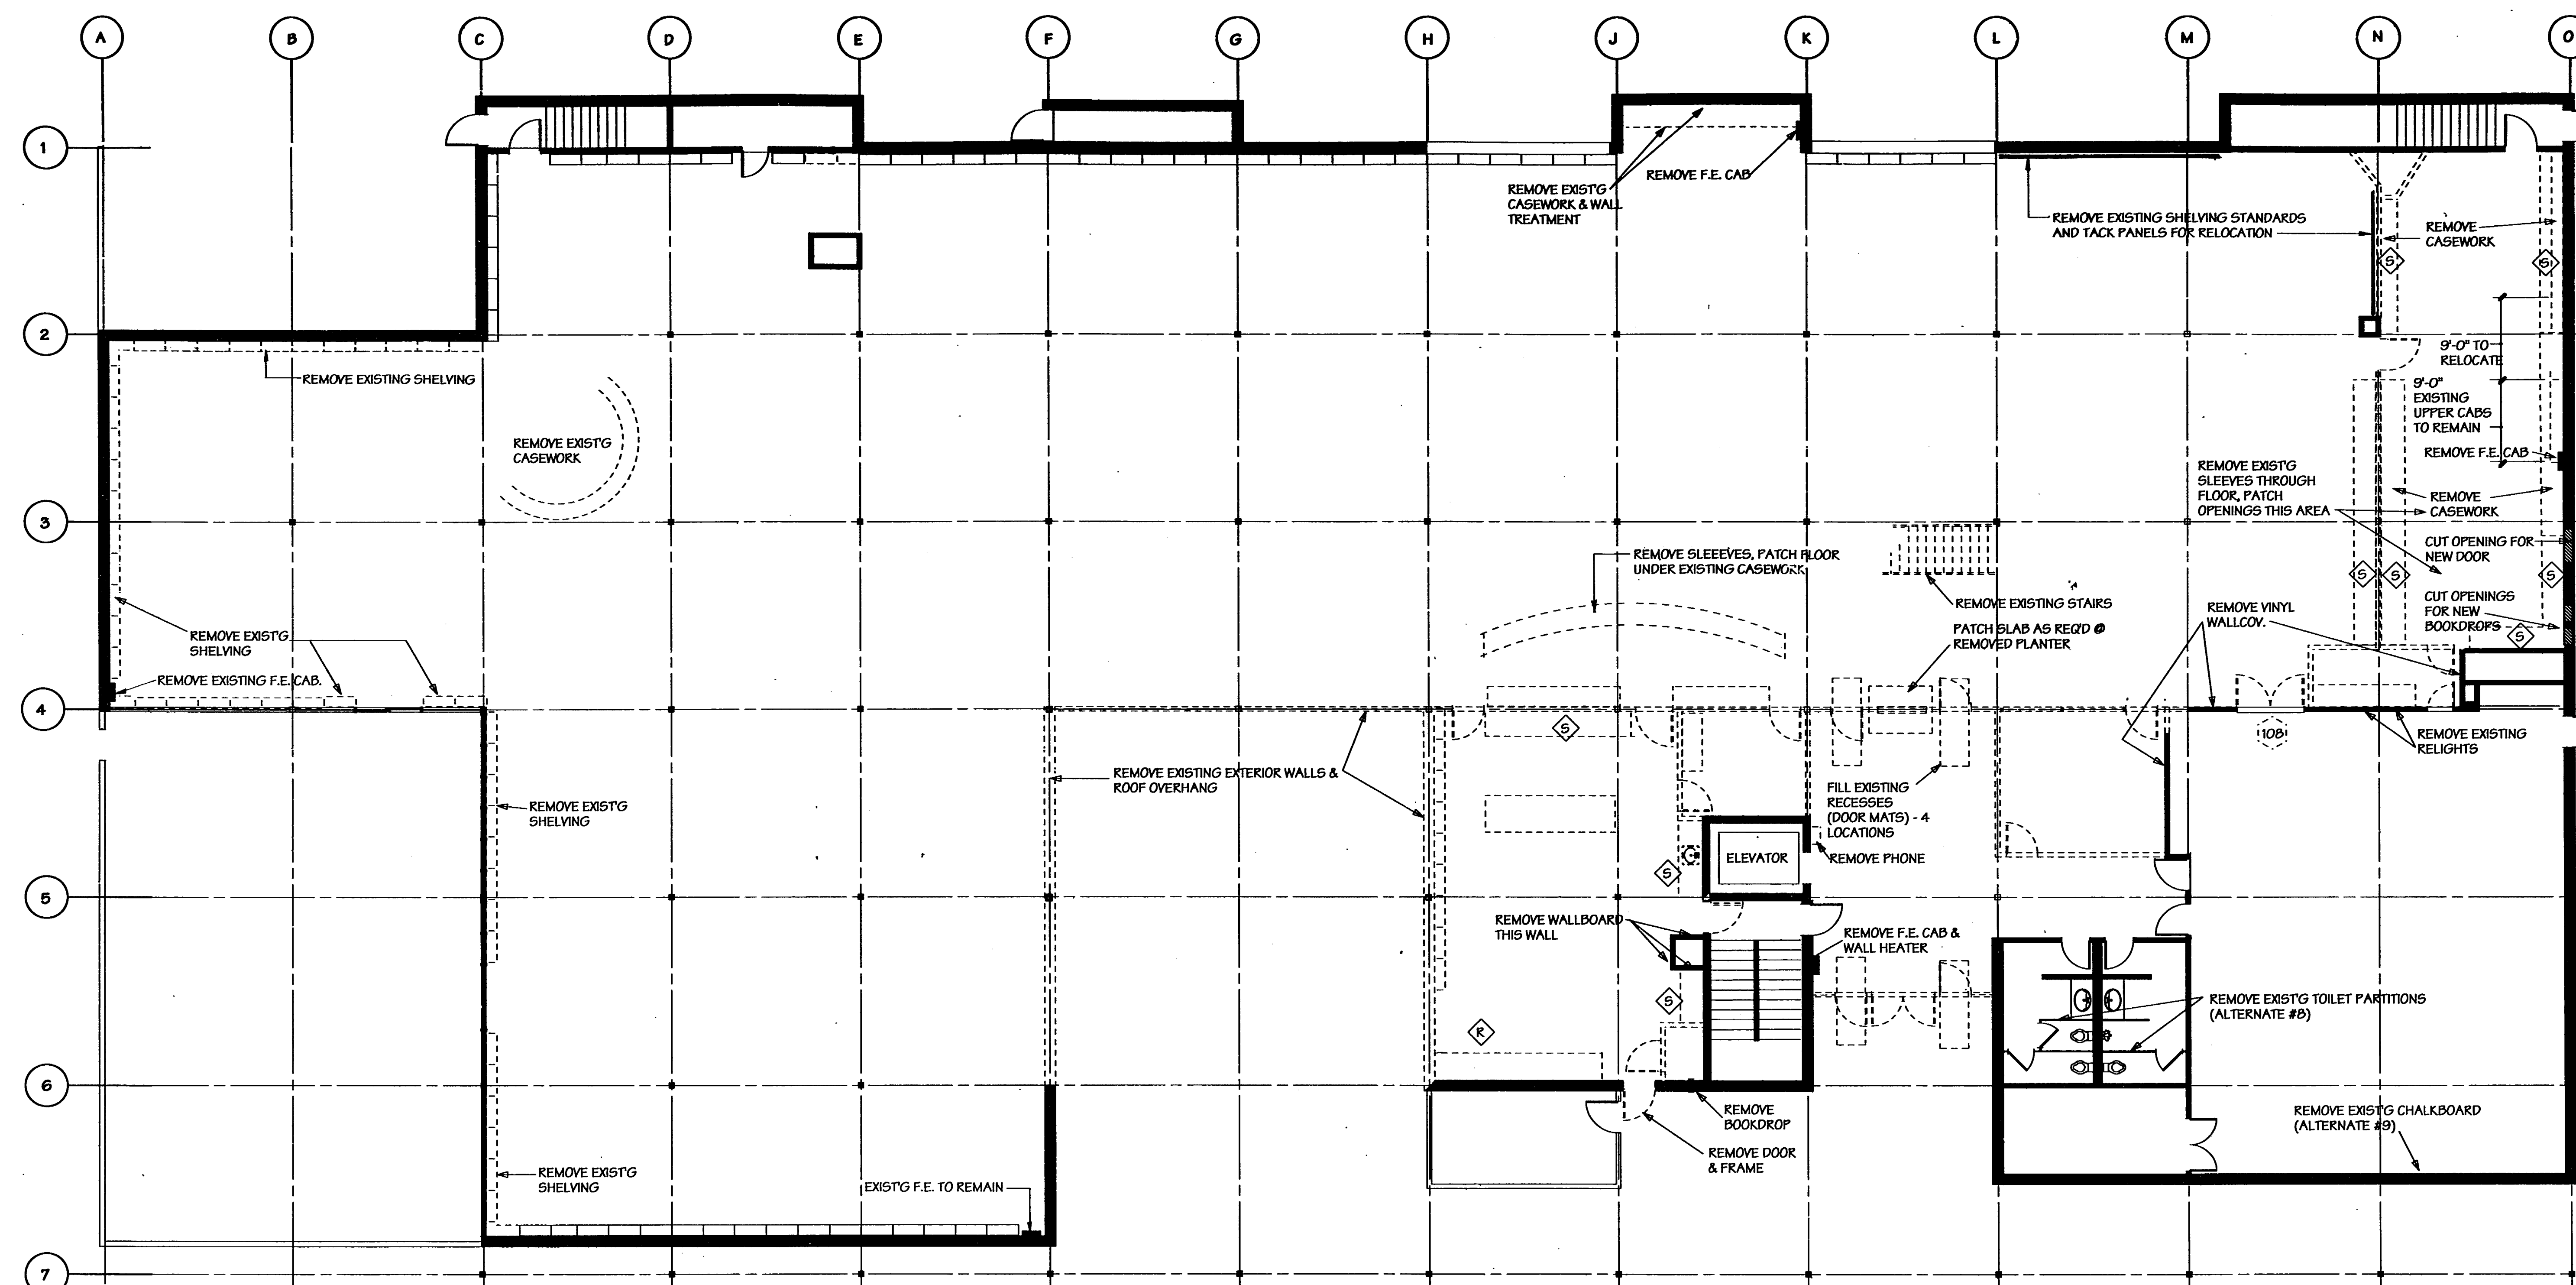 A B C D E F G H J K L M N O
1
2
3
4
5
6
7
REMOVE EXIST'G
CASEWORK & WALL
TREATMENT
REMOVE F.E. CAB
REMOVE EXISTING SHELVING STANDARDS
AND TACK PANELS FOR RELOCATION
REMOVE
CASEWORK
S
S
9'-0" TO
RELOCATE
9'-0"
EXISTING
UPPER CABS
TO REMAIN
REMOVE F.E. CAB
REMOVE EXISTING SHELVING
REMOVE EXIST'G
CASEWORK
REMOVE EXIST'G
SLEEVES THROUGH
FLOOR, PATCH
OPENINGS THIS AREA
REMOVE
CASEWORK
CUT OPENING FOR
NEW DOOR
S
S
S
CUT OPENINGS
FOR NEW
BOOKDROPS
S
REMOVE SLEEEVES, PATCH FLOOR
UNDER EXISTING CASEWORK
REMOVE EXISTING STAIRS
PATCH SLAB AS REQ'D @
REMOVED PLANTER
REMOVE VINYL
WALLCOV.
REMOVE EXIST'G
SHELVING
REMOVE EXISTING F.E. CAB.
S
108
REMOVE EXISTING
RELIGHTS
REMOVE EXISTING EXTERIOR WALLS &
ROOF OVERHANG
FILL EXISTING
RECESSES
(DOOR MATS) - 4
LOCATIONS
REMOVE EXIST'G
SHELVING
ELEVATOR
REMOVE PHONE
S
REMOVE WALLBOARD
THIS WALL
REMOVE F.E. CAB &
WALL HEATER
S
R
REMOVE EXIST'G TOILET PARTITIONS
(ALTERNATE #8)
REMOVE
BOOKDROP
REMOVE EXIST'G CHALKBOARD
(ALTERNATE #9)
REMOVE DOOR
& FRAME
REMOVE EXIST'G
SHELVING
EXIST'G F.E. TO REMAIN